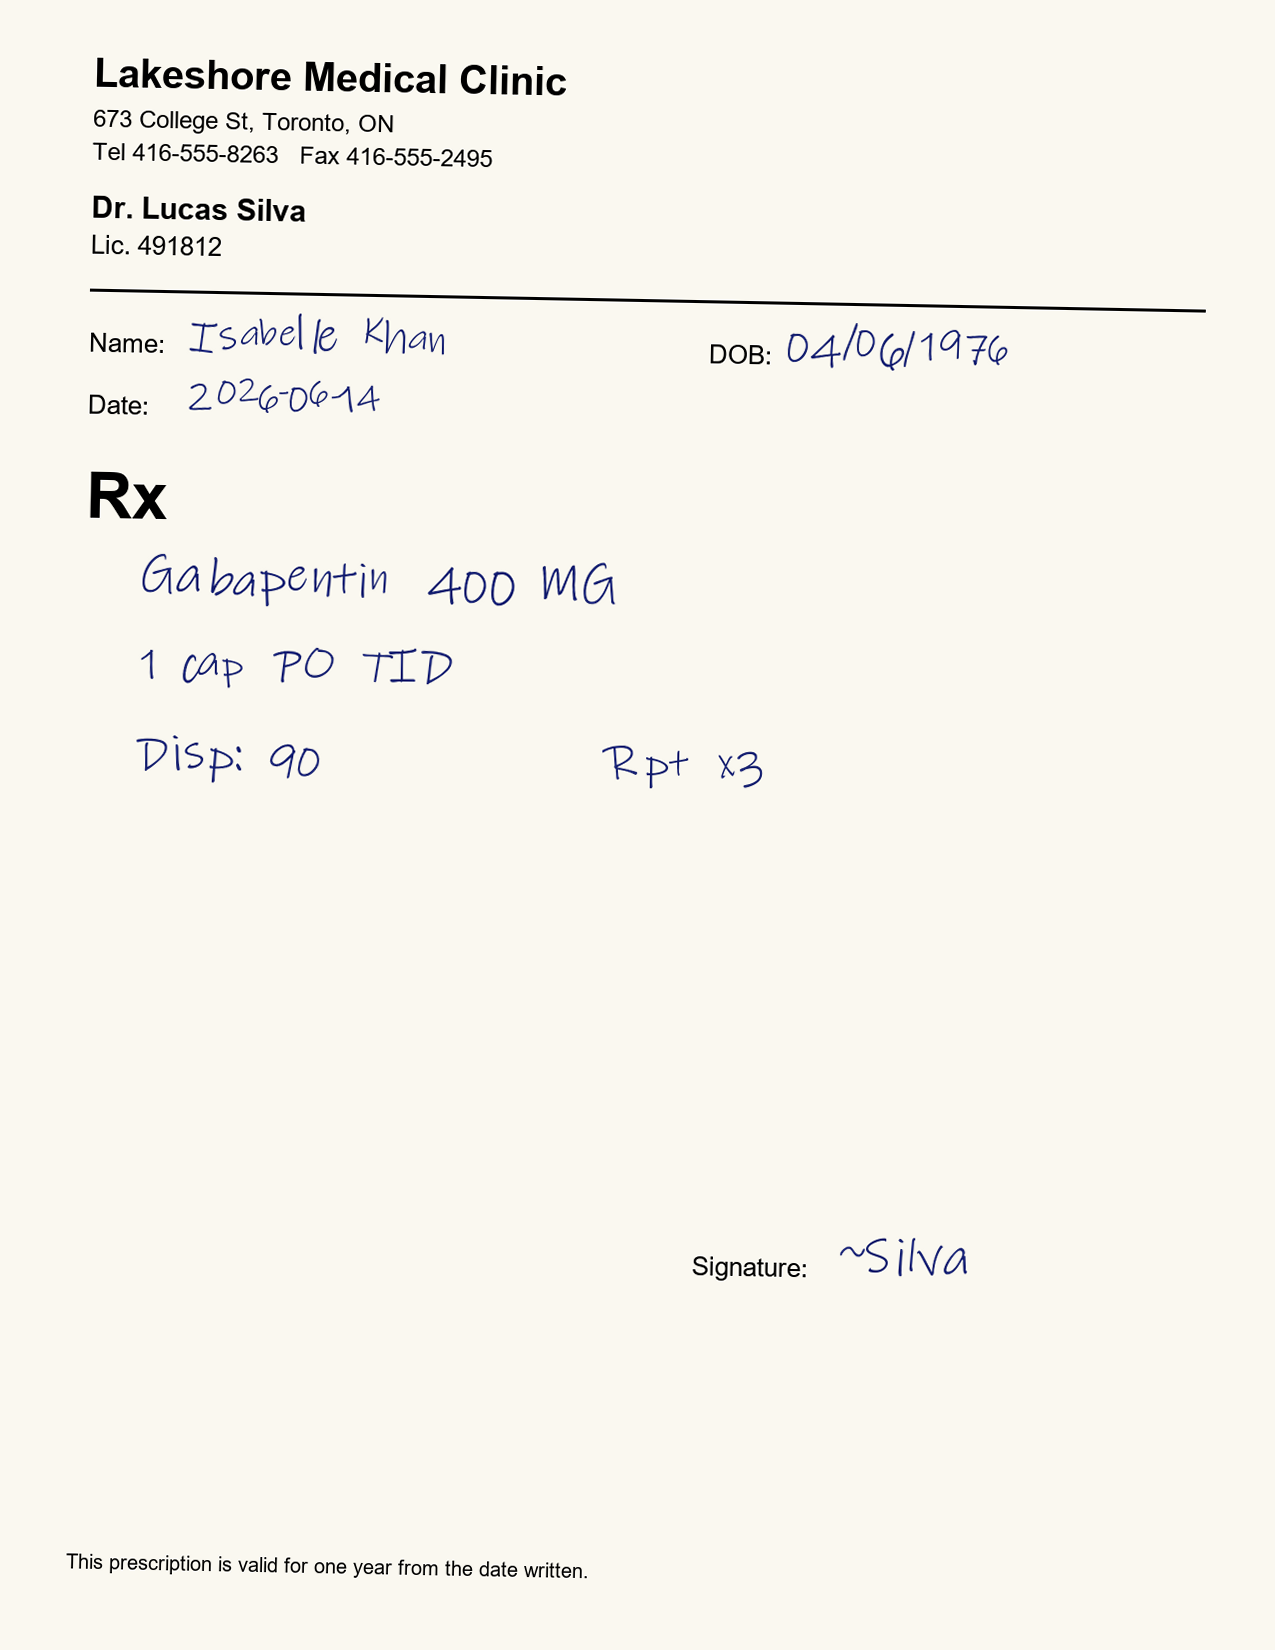 Lakeshore Medical Clinic
673 College St, Toronto, ON
Tel 416-555-8263 Fax 416-555-2495
Dr. Lucas Silva
Lic. 491812
Name: Isabelle Khan DOB: 04/06/1976
Date: 2026-06-14
Rx
Gabapentin 400 MG
1 cap PO TID
Disp: 90 Rpt x3
Signature: ~Silva
This prescription is valid for one year from the date written.